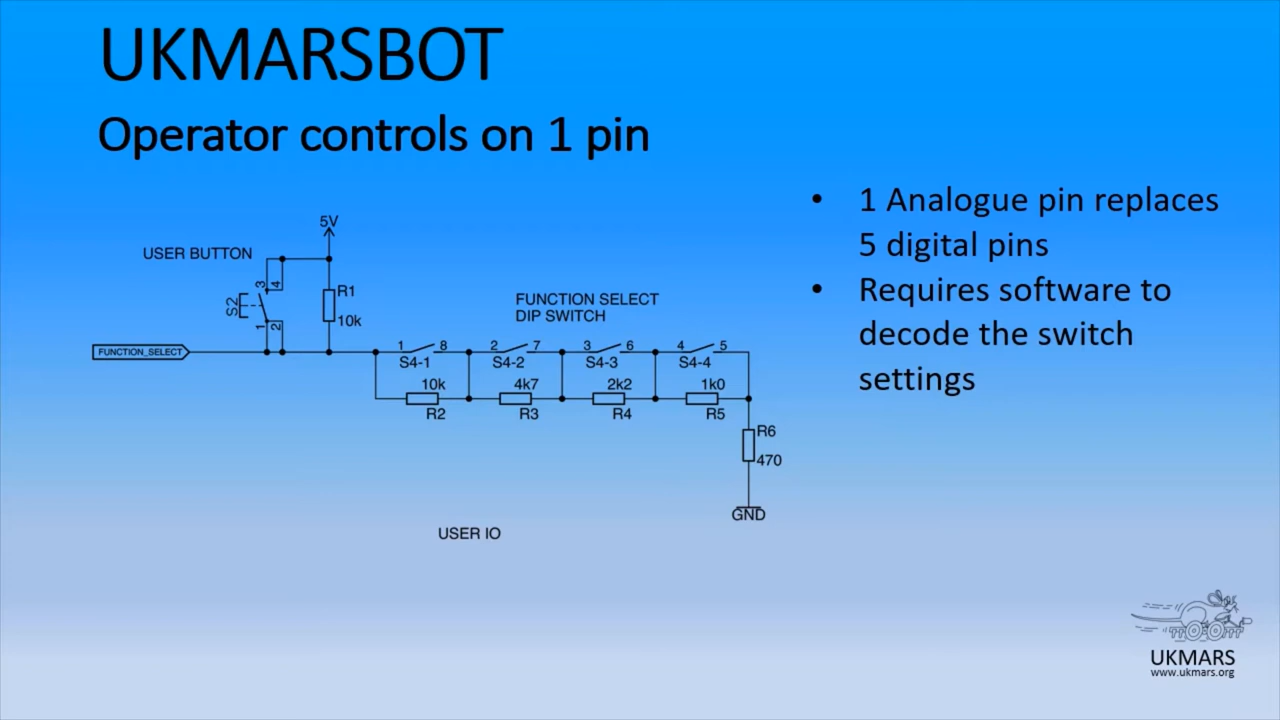 UKMARSBOT
Operator controls on 1 pin
• 1 Analogue pin replaces
5 digital pins
• Requires software to
decode the switch
settings
5V
USER BUTTON
3
4
S2
1
2
R1
10k
FUNCTION SELECT
DIP SWITCH
FUNCTION_SELECT
1 8 2 7 3 6 4 5
S4-1 S4-2 S4-3 S4-4
10k 4k7 2k2 1k0
R2 R3 R4 R5
R6
470
GND
USER IO
UKMARS
www.ukmars.org